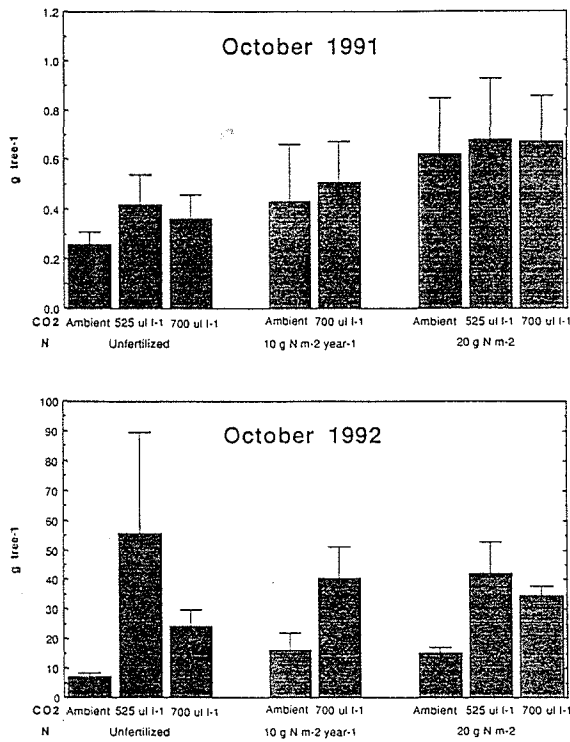 October 1991
1.2
1.0
0.8
0.6
0.4
0.2
0.0
g tree-1
CO2 Ambient 525 ul l-1 700 ul l-1 Ambient 700 ul l-1 Ambient 525 ul l-1 700 ul l-1
N Unfertilized 10 g N m-2 year-1 20 g N m-2
October 1992
100
90
80
70
60
50
40
30
20
10
0
g tree-1
CO2 Ambient 525 ul l-1 700 ul l-1 Ambient 700 ul l-1 Ambient 525 ul l-1 700 ul l-1
N Unfertilized 10 g N m-2 year-1 20 g N m-2